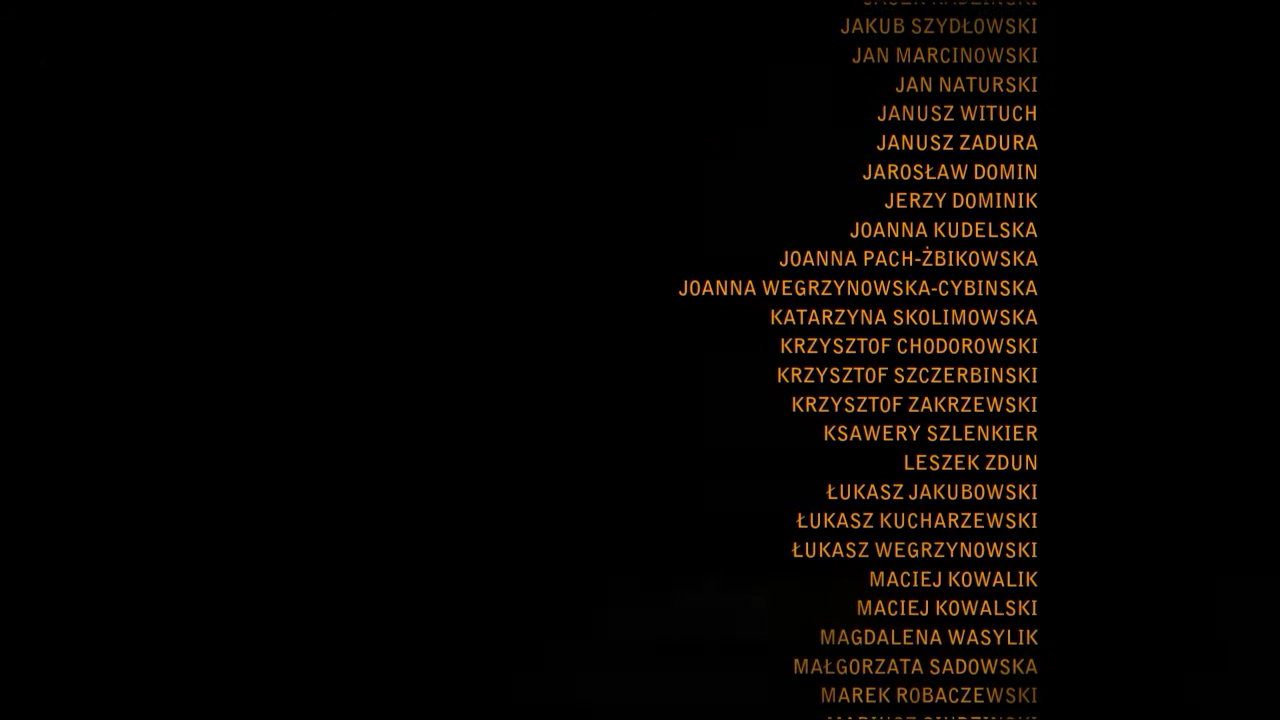 JAKUB SZYDŁOWSKI
JAN MARCINOWSKI
JAN NATURSKI
JANUSZ WITUCH
JANUSZ ZADURA
JAROSŁAW DOMIN
JERZY DOMINIK
JOANNA KUDELSKA
JOANNA PACH-ŻBIKOWSKA
JOANNA WEGRZYNOWSKA-CYBINSKA
KATARZYNA SKOLIMOWSKA
KRZYSZTOF CHODOROWSKI
KRZYSZTOF SZCZERBINSKI
KRZYSZTOF ZAKRZEWSKI
KSAWERY SZLENKIER
LESZEK ZDUN
ŁUKASZ JAKUBOWSKI
ŁUKASZ KUCHARZEWSKI
ŁUKASZ WEGRZYNOWSKI
MACIEJ KOWALIK
MACIEJ KOWALSKI
MAGDALENA WASYLIK
MAŁGORZATA SADOWSKA
MAREK ROBACZEWSKI